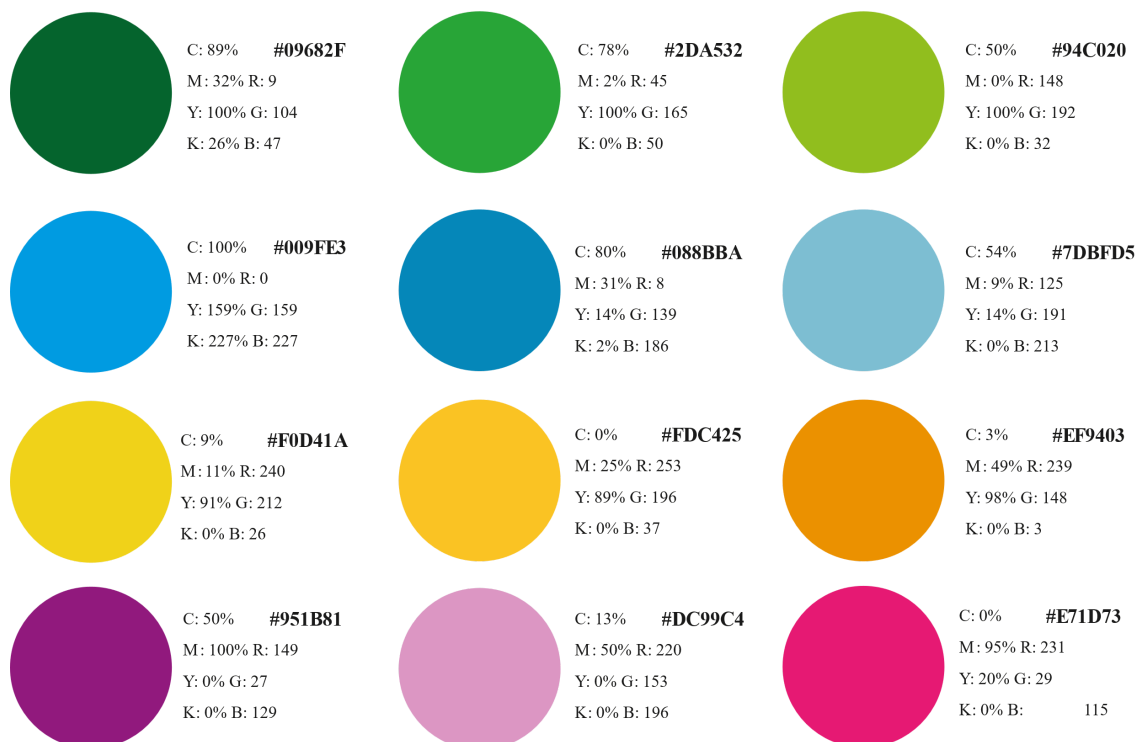 C: 89% #09682F
M: 32% R: 9
Y: 100% G: 104
K: 26% B: 47
C: 78% #2DA532
M: 2% R: 45
Y: 100% G: 165
K: 0% B: 50
C: 50% #94C020
M: 0% R: 148
Y: 100% G: 192
K: 0% B: 32
C: 100% #009FE3
M: 0% R: 0
Y: 159% G: 159
K: 227% B: 227
C: 80% #088BBA
M: 31% R: 8
Y: 14% G: 139
K: 2% B: 186
C: 54% #7DBFD5
M: 9% R: 125
Y: 14% G: 191
K: 0% B: 213
C: 9% #F0D41A
M: 11% R: 240
Y: 91% G: 212
K: 0% B: 26
C: 0% #FDC425
M: 25% R: 253
Y: 89% G: 196
K: 0% B: 37
C: 3% #EF9403
M: 49% R: 239
Y: 98% G: 148
K: 0% B: 3
C: 50% #951B81
M: 100% R: 149
Y: 0% G: 27
K: 0% B: 129
C: 13% #DC99C4
M: 50% R: 220
Y: 0% G: 153
K: 0% B: 196
C: 0% #E71D73
M: 95% R: 231
Y: 20% G: 29
K: 0% B: 115